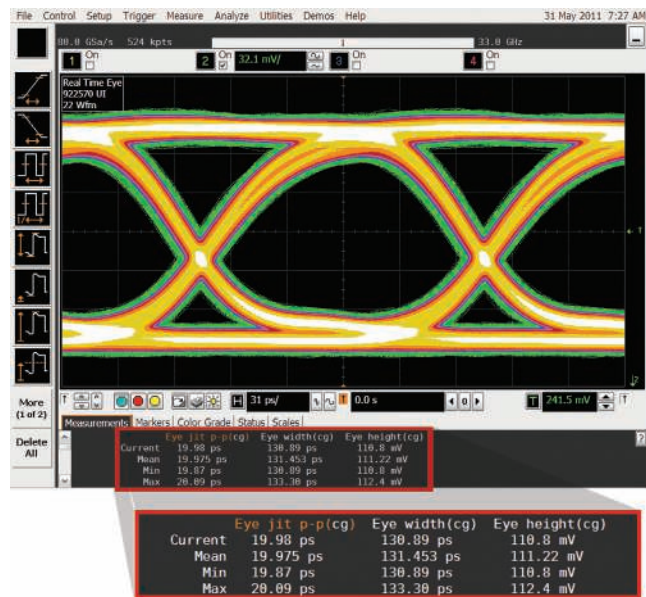 File Control Setup Trigger Measure Analyze Utilities Demos Help 31 May 2011 7:27 AM
80.0 GSa/s 524 kpts 1 33.0 GHz
1 On 2 On 32.1 mV/ 3 On 4 On
Real Time Eye
922570 UI
22 Wfm
T
2
More
(1 of 2)
Delete
All
H 31 ps/ T 0.0 s 0 T 241.5 mV
Measurements Markers Color Grade Status Scales
?
Eye jit p-p(cg) Eye width(cg) Eye height(cg)
Current 19.98 ps 130.89 ps 110.8 mV
Mean 19.975 ps 131.453 ps 111.22 mV
Min 19.87 ps 130.89 ps 110.8 mV
Max 20.09 ps 133.30 ps 112.4 mV
Eye jit p-p(cg) Eye width(cg) Eye height(cg)
Current 19.98 ps 130.89 ps 110.8 mV
Mean 19.975 ps 131.453 ps 111.22 mV
Min 19.87 ps 130.89 ps 110.8 mV
Max 20.09 ps 133.30 ps 112.4 mV